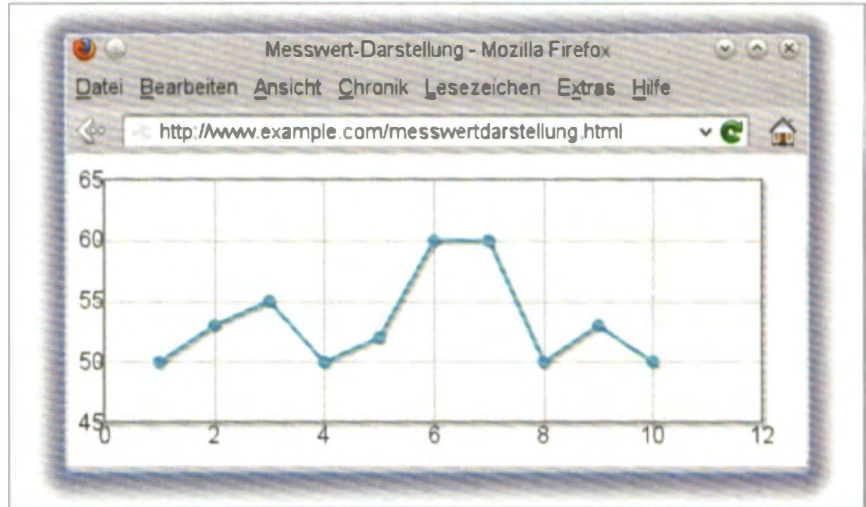 Messwert-Darstellung - Mozilla Firefox
Datei Bearbeiten Ansicht Chronik Lesezeichen Extras Hilfe
http://www.example.com/messwertdarstellung.html
65
60
55
50
45
0 2 4 6 8 10 12